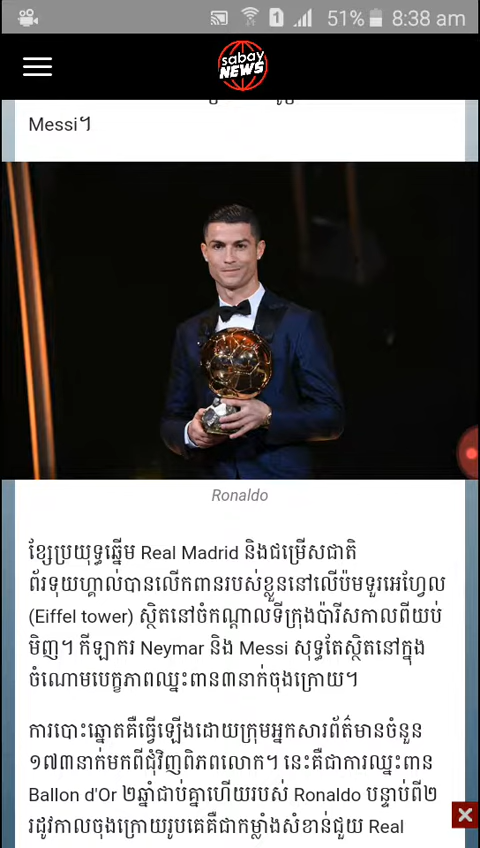 51%
8:38 am
sabay
NEWS
Messi។
Ronaldo
ខ្សែប្រយុទ្ធឆ្នើម Real Madrid និងជម្រើសជាតិ
ព័រទុយហ្គាល់បានលើកពានរបស់ខ្លួននៅលើប៉មទួរអេហ្វែល
(Eiffel tower) ស្ថិតនៅចំកណ្តាលទីក្រុងប៉ារីសកាលពីយប់
មិញ។ កីឡាករ Neymar និង Messi សុទ្ធតែស្ថិតនៅក្នុង
ចំណោមបេក្ខភាពឈ្នះពាន៣នាក់ចុងក្រោយ។
ការបោះឆ្នោតគឺធ្វើឡើងដោយក្រុមអ្នកសារព័ត៌មានចំនួន
១៧៣នាក់មកពីជុំវិញពិភពលោក។ នេះគឺជាការឈ្នះពាន
Ballon d'Or ២ឆ្នាំជាប់គ្នាហើយរបស់ Ronaldo បន្ទាប់ពី២
រដូវកាលចុងក្រោយរូបគេគឺជាកម្លាំងសំខាន់ជួយ Real